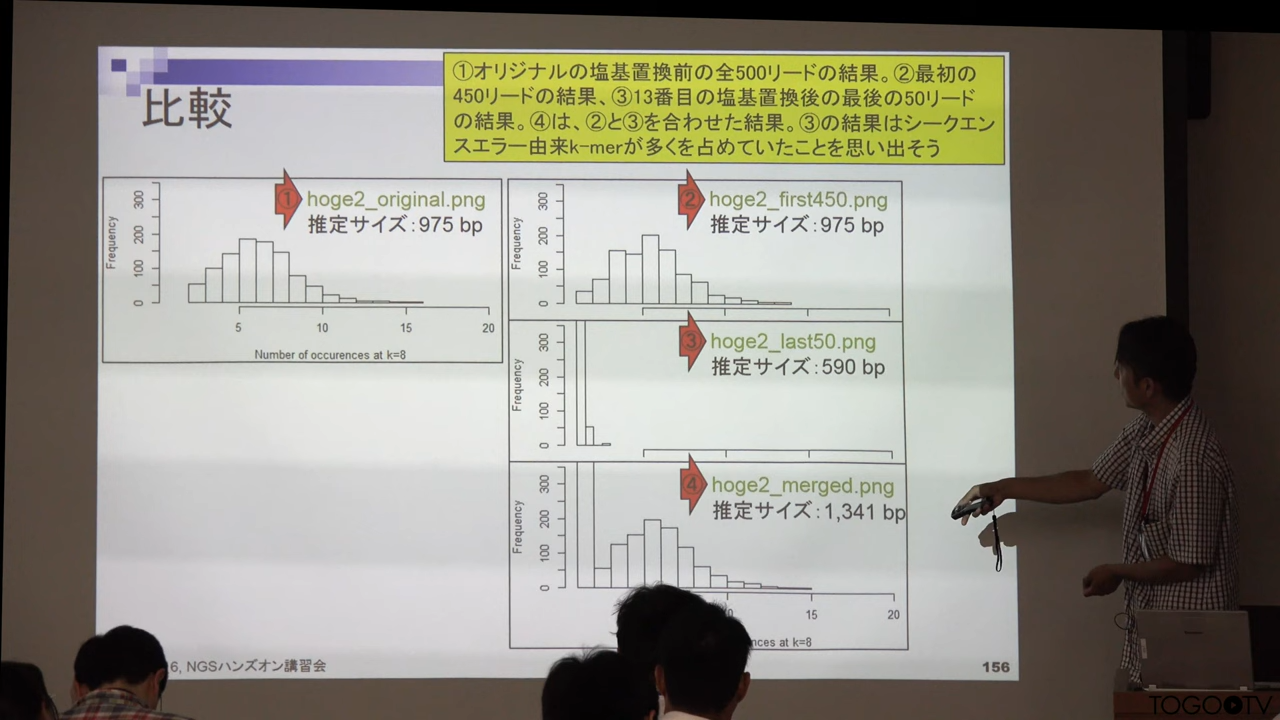 ①オリジナルの塩基置換前の全500リードの結果。②最初の
450リードの結果、③13番目の塩基置換後の最後の50リード
の結果。④は、②と③を合わせた結果。③の結果はシークエン
スエラー由来k-merが多くを占めていたことを思い出そう
比較
① hoge2_original.png
推定サイズ：975 bp
Frequency
0 100 200 300
5 10 15 20
Number of occurences at k=8
② hoge2_first450.png
推定サイズ：975 bp
Frequency
0 100 200 300
③ hoge2_last50.png
推定サイズ：590 bp
Frequency
0 100 200 300
④ hoge2_merged.png
推定サイズ：1,341 bp
Frequency
0 100 200 300
15 20
nces at k=8
6, NGSハンズオン講習会
156
TOGOTV